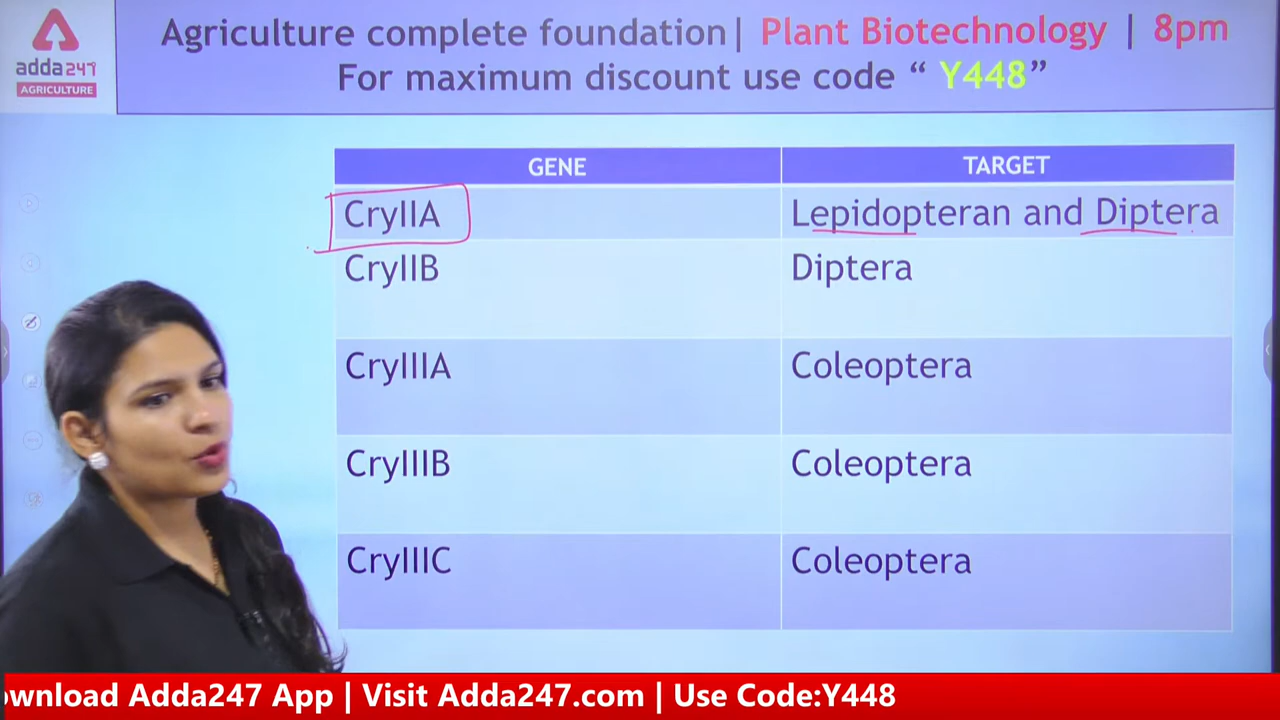 Agriculture complete foundation| Plant Biotechnology | 8pm
For maximum discount use code “ Y448”
adda247
AGRICULTURE
GENE TARGET
CryIIA Lepidopteran and Diptera
CryIIB Diptera
CryIIIA Coleoptera
CryIIIB Coleoptera
CryIIIC Coleoptera
ownload Adda247 App | Visit Adda247.com | Use Code:Y448